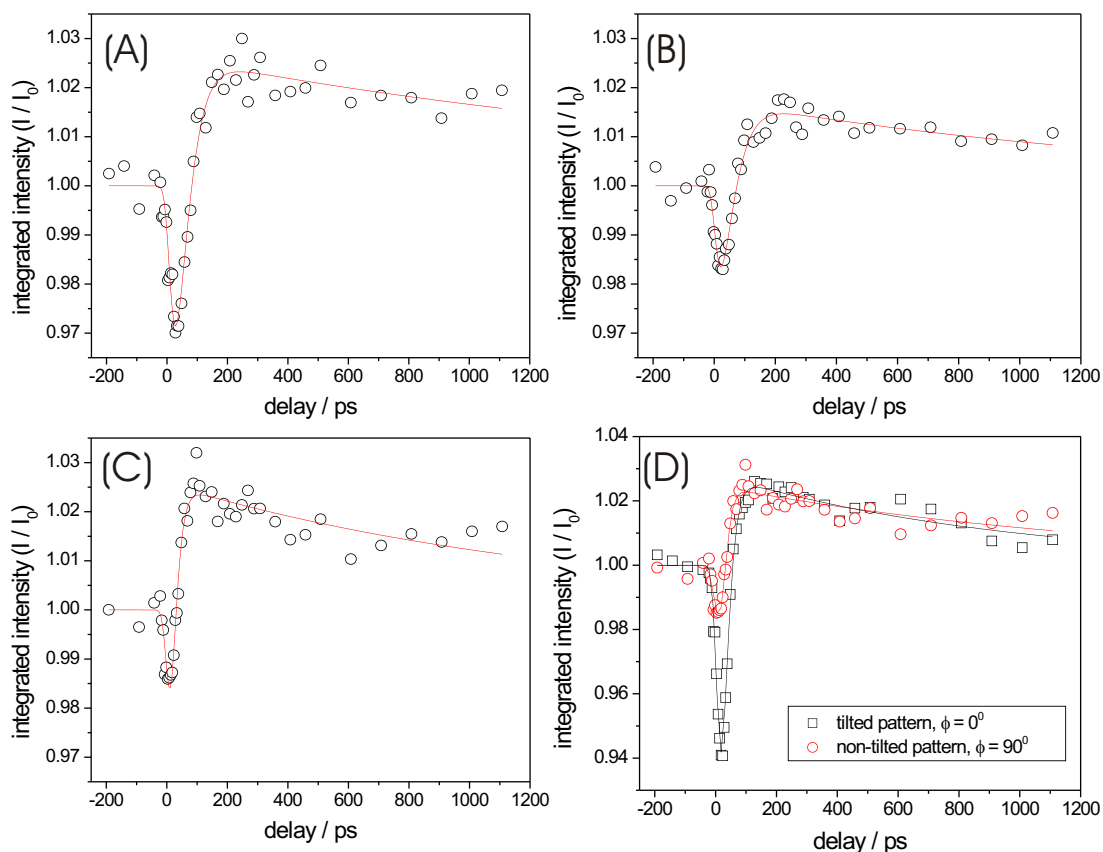 (A)
1.03
1.02
1.01
1.00
0.99
0.98
0.97
integrated intensity (I / I0)
-200 0 200 400 600 800 1000 1200
delay / ps
(B)
1.03
1.02
1.01
1.00
0.99
0.98
0.97
integrated intensity (I / I0)
-200 0 200 400 600 800 1000 1200
delay / ps
(C)
1.03
1.02
1.01
1.00
0.99
0.98
0.97
integrated intensity (I / I0)
-200 0 200 400 600 800 1000 1200
delay / ps
(D)
1.04
1.02
1.00
0.98
0.96
0.94
integrated intensity (I / I0)
tilted pattern, ϕ = 0⁰
non-tilted pattern, ϕ = 90⁰
-200 0 200 400 600 800 1000 1200
delay / ps